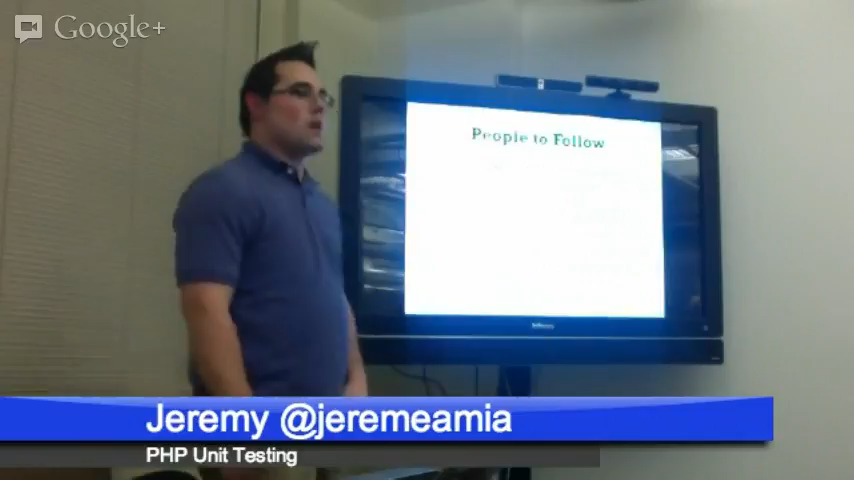 Google+
People to Follow
Jeremy @jeremeamia
PHP Unit Testing